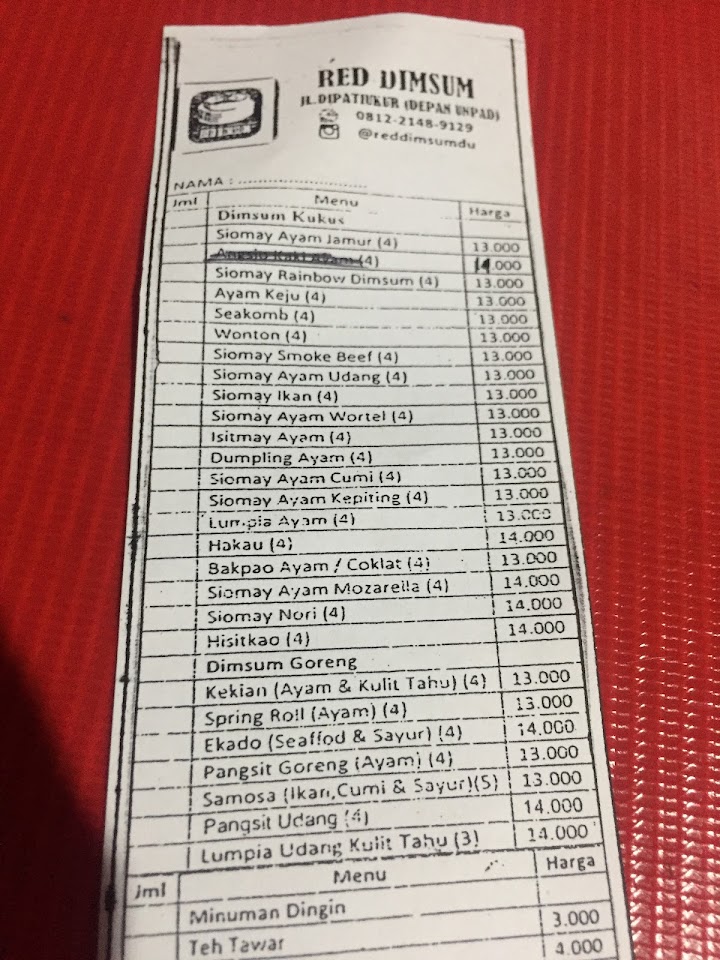 RED DIMSUM
JL.DIPATIUKUR (DEPAN UNPAD)
0812-2148-9129
@reddimsumdu
NAMA : ..............................
Jml Menu Harga
Dimsum Kukus
Siomay Ayam Jamur (4) 13.000
Angsio Kaki Ayam (4) 14.000
Siomay Rainbow Dimsum (4) 13.000
Ayam Keju (4) 13.000
Seakomb (4) 13.000
Wonton (4) 13.000
Siomay Smoke Beef (4) 13.000
Siomay Ayam Udang (4) 13.000
Siomay Ikan (4) 13.000
Siomay Ayam Wortel (4) 13.000
Isitmay Ayam (4) 13.000
Dumpling Ayam (4) 13.000
Siomay Ayam Cumi (4) 13.000
Siomay Ayam Kepiting (4) 13.000
Lumpia Ayam (4) 13.000
Hakau (4) 14.000
Bakpao Ayam / Coklat (4) 13.000
Siomay Ayam Mozarella (4) 14.000
Siomay Nori (4) 14.000
Hisitkao (4) 14.000
Dimsum Goreng
Kekian (Ayam & Kulit Tahu) (4) 13.000
Spring Roll (Ayam) (4) 13.000
Ekado (Seaffod & Sayur) (4) 14.000
Pangsit Goreng (Ayam) (4) 13.000
Samosa (Ikan,Cumi & Sayur)(5) 13.000
Pangsit Udang (4) 14.000
Lumpia Udang Kulit Tahu (3) 14.000
Jml Menu Harga
Minuman Dingin
Teh Tawar 3.000
4.000